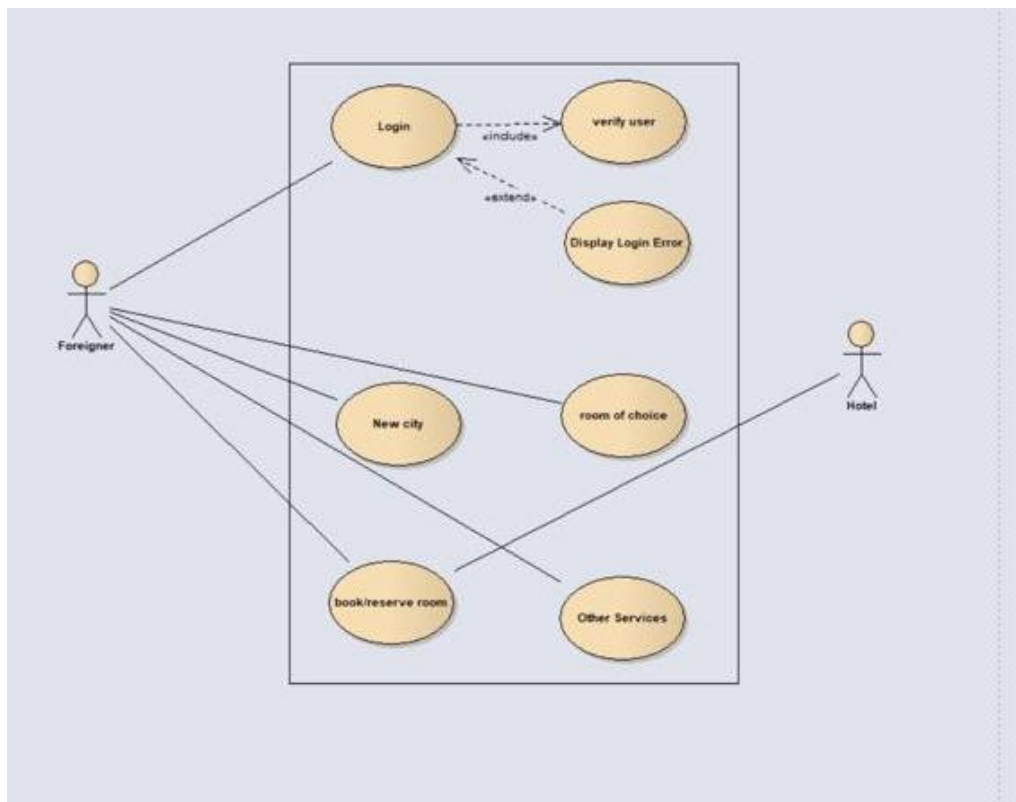 Login
verify user
«include»
«extend»
Display Login Error
Foreigner
Hotel
New city
room of choice
book/reserve room
Other Services